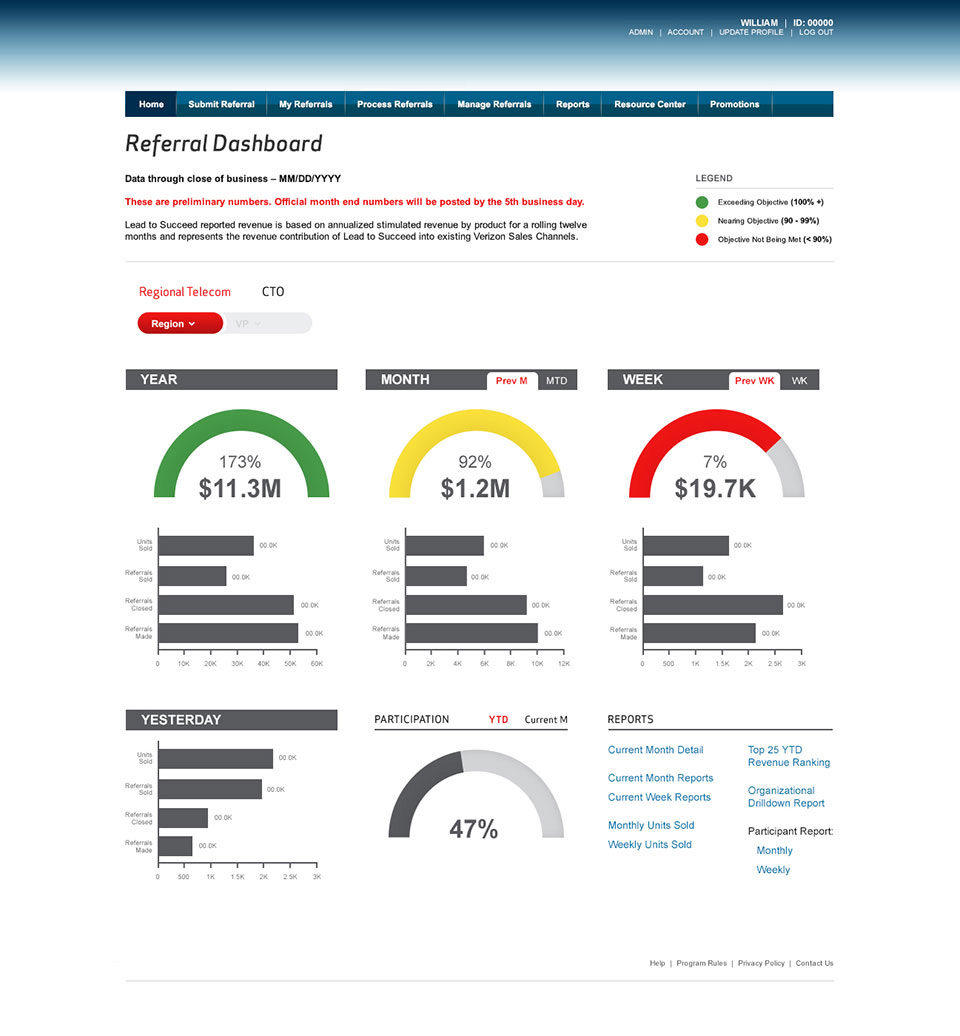 WILLIAM | ID: 00000
ADMIN | ACCOUNT | UPDATE PROFILE | LOG OUT
Home Submit Referral My Referrals Process Referrals Manage Referrals Reports Resource Center Promotions
Referral Dashboard
Data through close of business – MM/DD/YYYY
These are preliminary numbers. Official month end numbers will be posted by the 5th business day.
Lead to Succeed reported revenue is based on annualized stimulated revenue by product for a rolling twelve
months and represents the revenue contribution of Lead to Succeed into existing Verizon Sales Channels.
LEGEND
Exceeding Objective (100% +)
Nearing Objective (90 - 99%)
Objective Not Being Met (< 90%)
Regional Telecom CTO
Region VP
YEAR
173%
$11.3M
Units
Sold
00.0K
Referrals
Sold
00.0K
Referrals
Closed
00.0K
Referrals
Made
00.0K
0 10K 20K 30K 40K 50K 60K
MONTH Prev M MTD
92%
$1.2M
Units
Sold
00.0K
Referrals
Sold
00.0K
Referrals
Closed
00.0K
Referrals
Made
00.0K
0 2K 4K 6K 8K 10K 12K
WEEK Prev WK WK
7%
$19.7K
Units
Sold
00.0K
Referrals
Sold
00.0K
Referrals
Closed
00.0K
Referrals
Made
00.0K
0 500 1K 1.5K 2K 2.5K 3K
YESTERDAY
Units
Sold
00.0K
Referrals
Sold
00.0K
Referrals
Closed
00.0K
Referrals
Made
00.0K
0 500 1K 1.5K 2K 2.5K 3K
PARTICIPATION YTD Current M
47%
REPORTS
Current Month Detail
Current Month Reports
Current Week Reports
Monthly Units Sold
Weekly Units Sold
Top 25 YTD
Revenue Ranking
Organizational
Drilldown Report
Participant Report:
Monthly
Weekly
Help | Program Rules | Privacy Policy | Contact Us